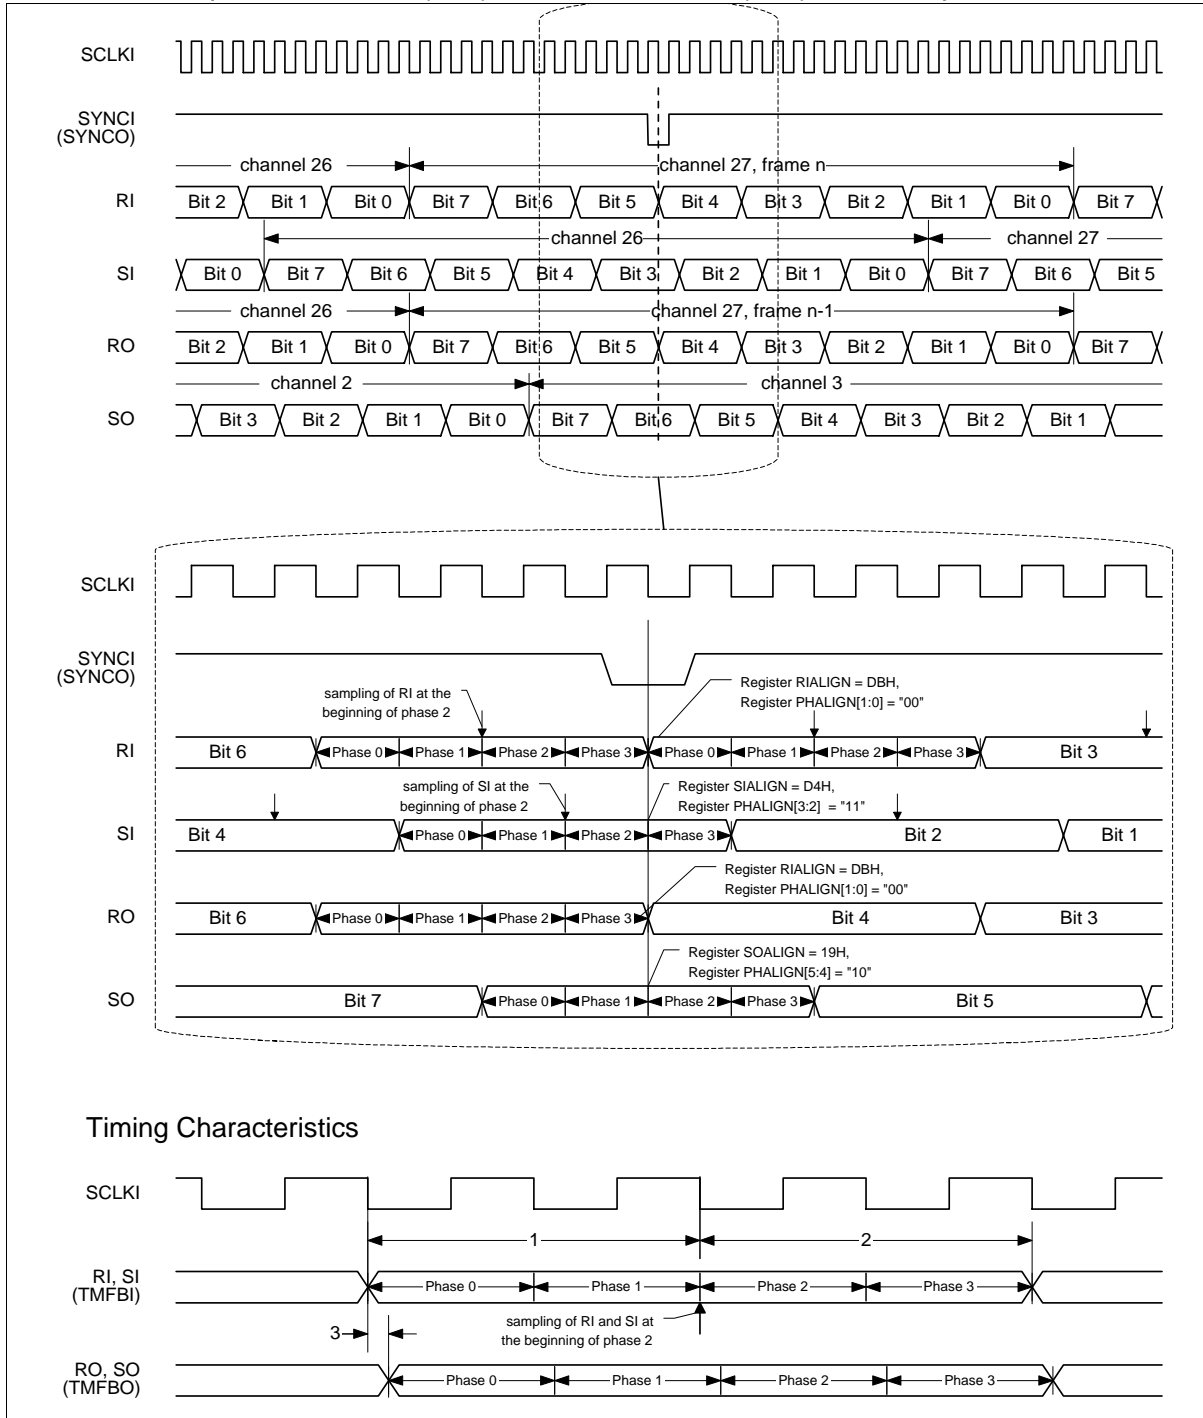 SCLKI
SYNCI
(SYNCO)
channel 26 channel 27, frame n
RI Bit 2 Bit 1 Bit 0 Bit 7 Bit 6 Bit 5 Bit 4 Bit 3 Bit 2 Bit 1 Bit 0 Bit 7
channel 26 channel 27
SI Bit 0 Bit 7 Bit 6 Bit 5 Bit 4 Bit 3 Bit 2 Bit 1 Bit 0 Bit 7 Bit 6 Bit 5
channel 26 channel 27, frame n-1
RO Bit 2 Bit 1 Bit 0 Bit 7 Bit 6 Bit 5 Bit 4 Bit 3 Bit 2 Bit 1 Bit 0 Bit 7
channel 2 channel 3
SO Bit 3 Bit 2 Bit 1 Bit 0 Bit 7 Bit 6 Bit 5 Bit 4 Bit 3 Bit 2 Bit 1
SCLKI
SYNCI
(SYNCO)
sampling of RI at the
beginning of phase 2
Register RIALIGN = DBH,
Register PHALIGN[1:0] = "00"
RI Bit 6 Phase 0 Phase 1 Phase 2 Phase 3 Phase 0 Phase 1 Phase 2 Phase 3 Bit 3
sampling of SI at the
beginning of phase 2
Register SIALIGN = D4H,
Register PHALIGN[3:2] = "11"
SI Bit 4 Phase 0 Phase 1 Phase 2 Phase 3 Bit 2 Bit 1
Register RIALIGN = DBH,
Register PHALIGN[1:0] = "00"
RO Bit 6 Phase 0 Phase 1 Phase 2 Phase 3 Bit 4 Bit 3
Register SOALIGN = 19H,
Register PHALIGN[5:4] = "10"
SO Bit 7 Phase 0 Phase 1 Phase 2 Phase 3 Bit 5
Timing Characteristics
SCLKI
1 2
RI, SI
(TMFBI)
Phase 0 Phase 1 Phase 2 Phase 3
sampling of RI and SI at
the beginning of phase 2
3
RO, SO
(TMFBO)
Phase 0 Phase 1 Phase 2 Phase 3